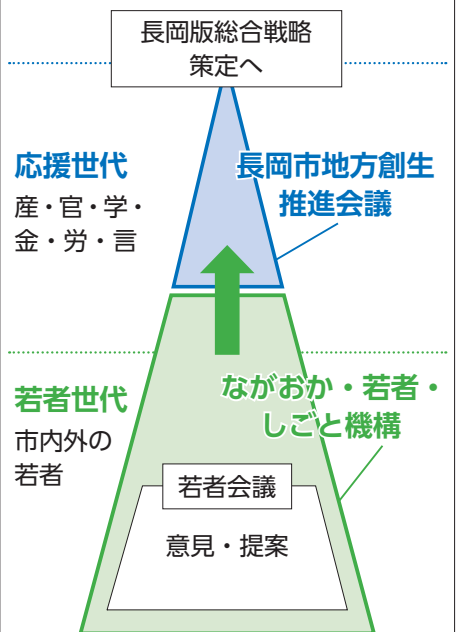 長岡版総合戦略
策定へ
応援世代
産・官・学・
金・労・言
長岡市地方創生
推進会議
若者世代
市内外の
若者
ながおか・若者・
しごと機構
若者会議
意見・提案